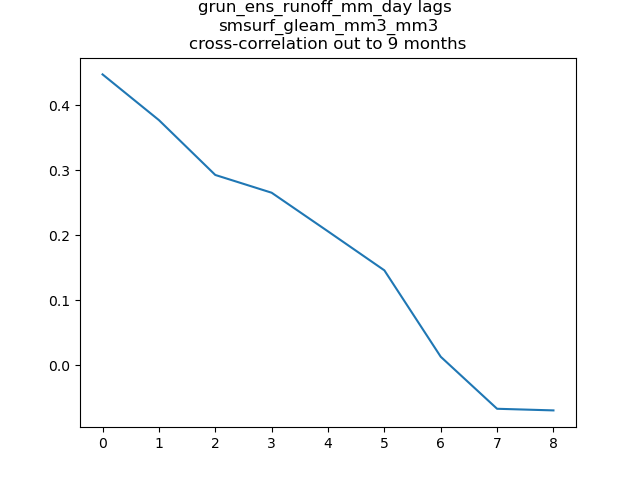 grun_ens_runoff_mm_day lags
smsurf_gleam_mm3_mm3
cross-correlation out to 9 months
0.4
0.3
0.2
0.1
0.0
0 1 2 3 4 5 6 7 8